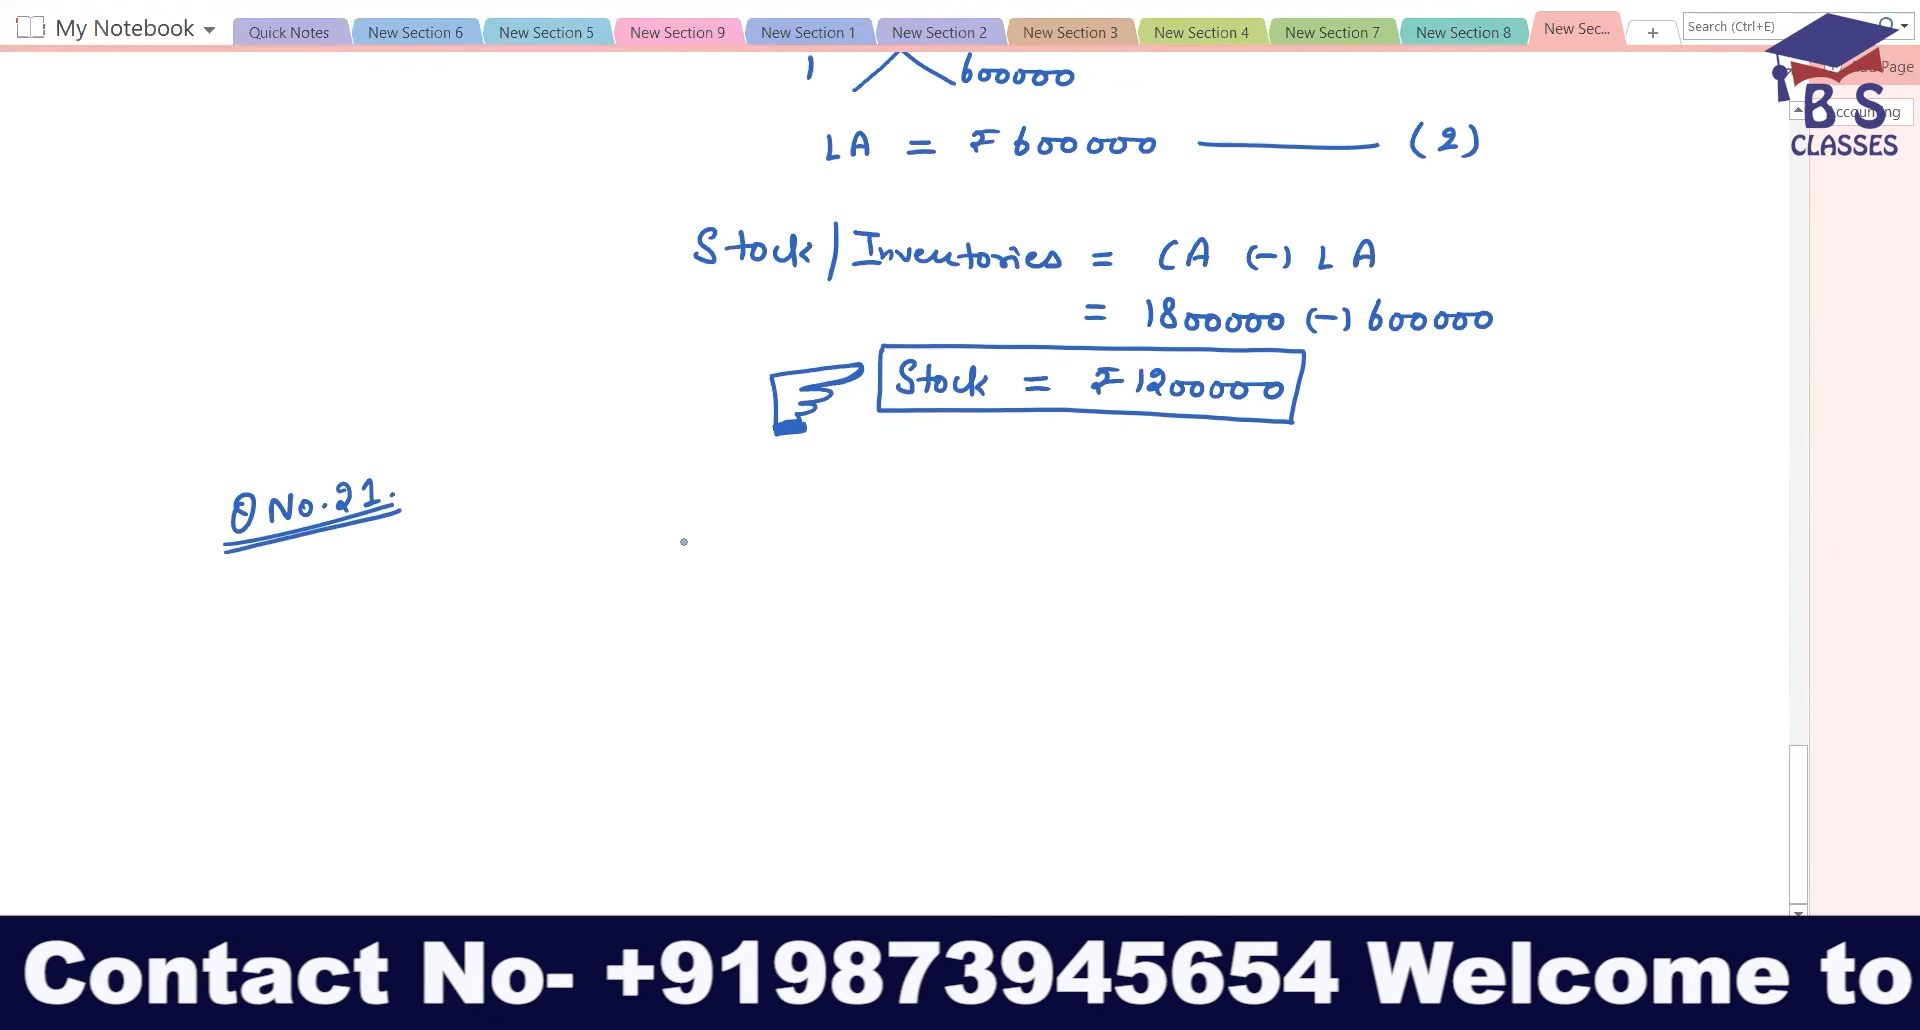 My Notebook
Quick Notes
New Section 6
New Section 5
New Section 9
New Section 1
New Section 2
New Section 3
New Section 4
New Section 7
New Section 8
New Sec...
Search (Ctrl+E)
Page
Accounting
B S
CLASSES
1 600000
LA = ₹ 600000 (2)
Stock / Inventories = CA (-) LA
= 1800000 (-) 600000
Stock = ₹ 1200000
Q No. 21.
Contact No- +919873945654 Welcome to